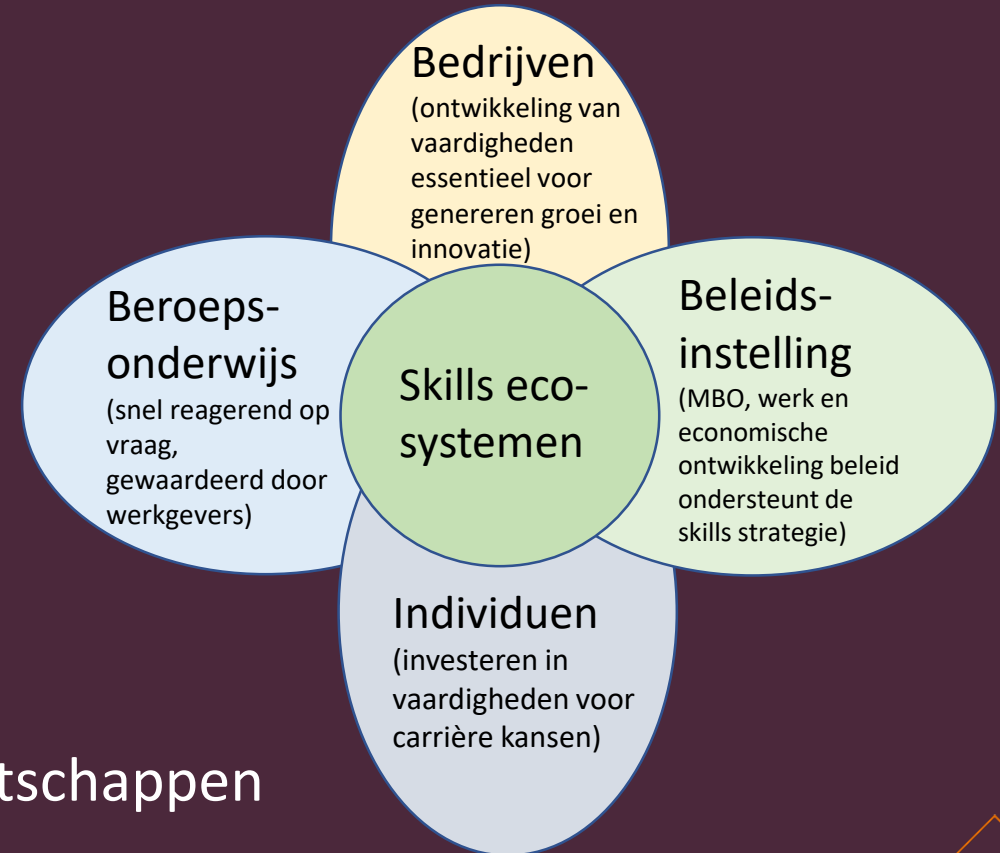 Bedrijven
(ontwikkeling van
vaardigheden
essentieel voor
genereren groei en
innovatie)
Beroeps-
onderwijs
(snel reagerend op
vraag,
gewaardeerd door
werkgevers)
Skills eco-
systemen
Beleids-
instelling
(MBO, werk en
economische
ontwikkeling beleid
ondersteunt de
skills strategie)
Individuen
(investeren in
vaardigheden voor
carrière kansen)
tschappen